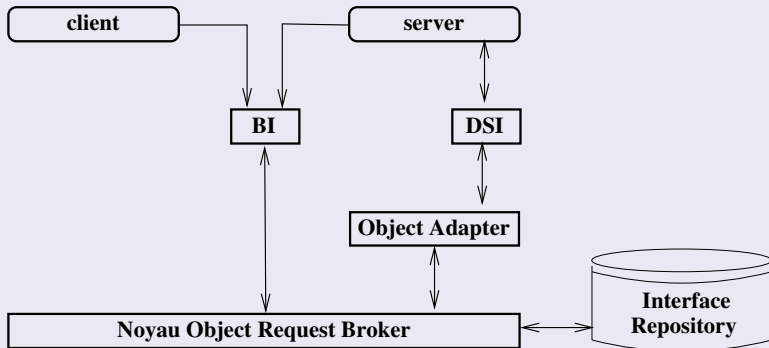 client
server
BI
DSI
Object Adapter
Interface
Repository
Noyau Object Request Broker